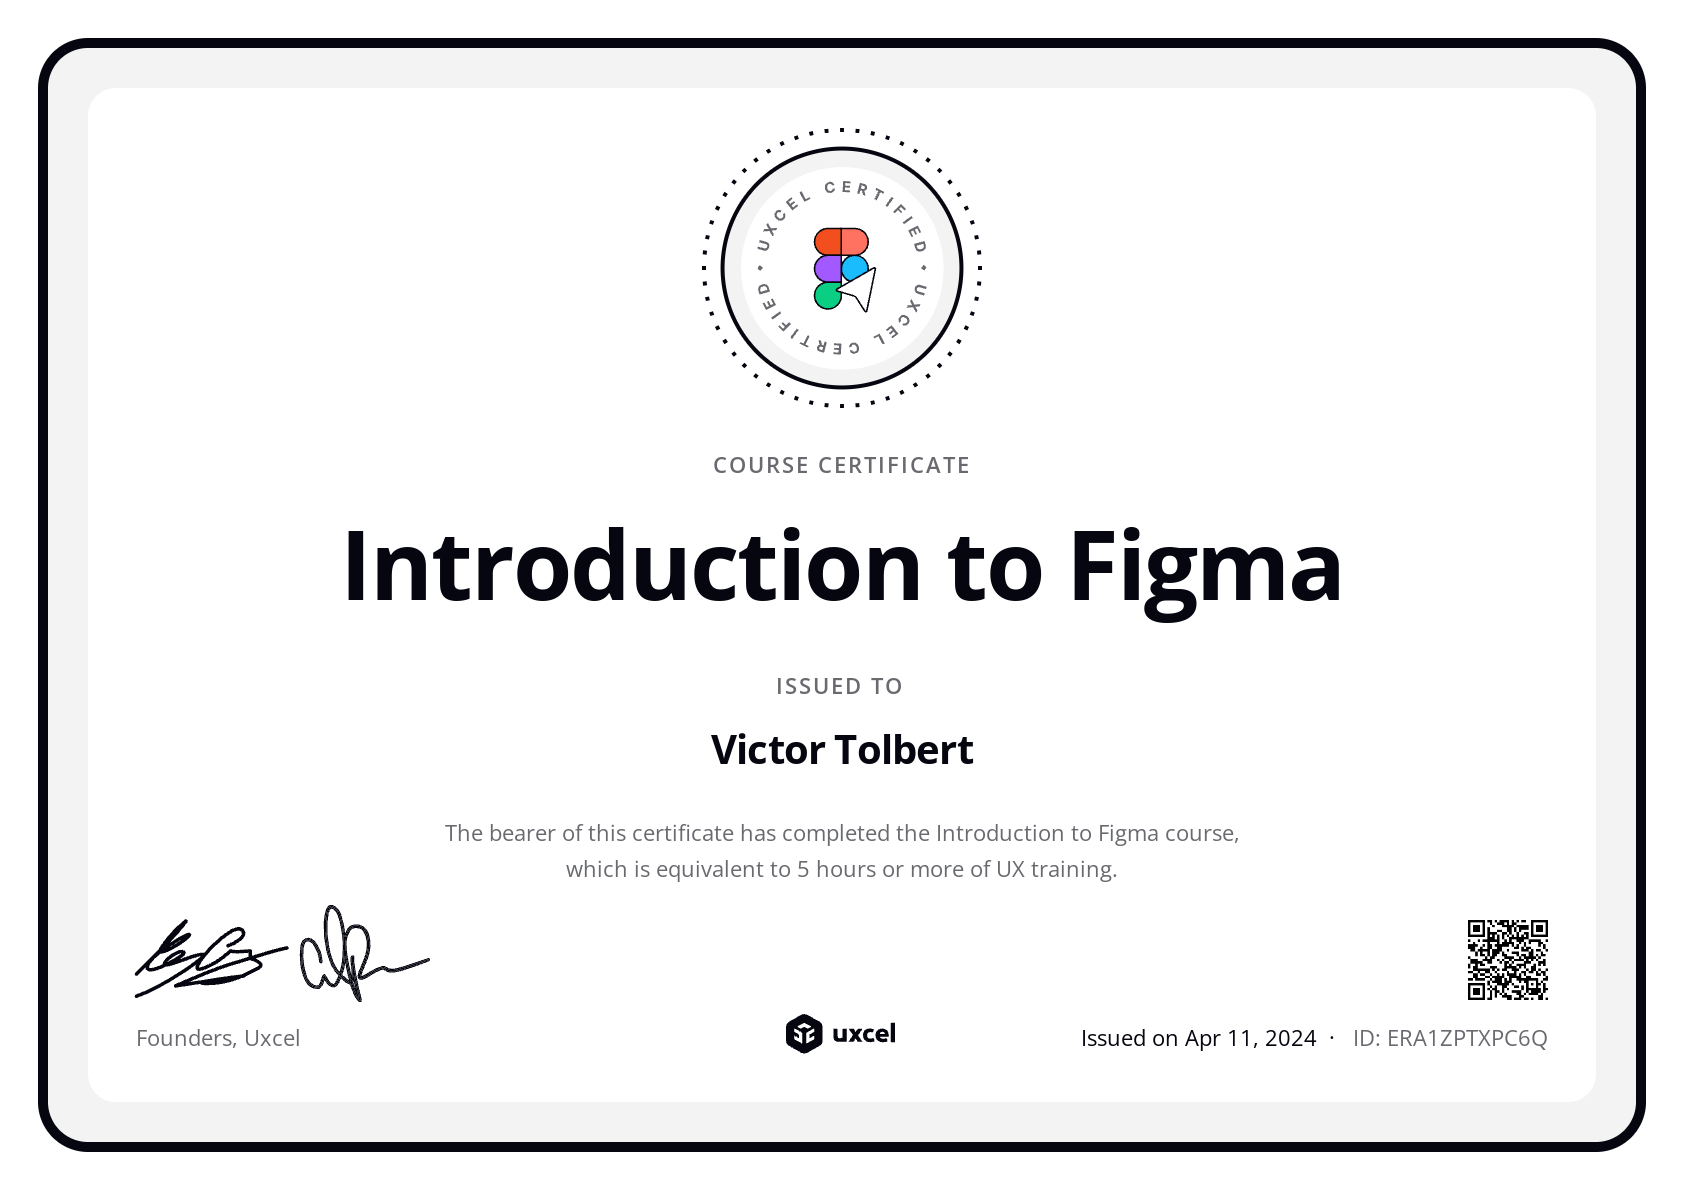 UXCEL CERTIFIED • UXCEL CERTIFIED •
COURSE CERTIFICATE
Introduction to Figma
ISSUED TO
Victor Tolbert
The bearer of this certificate has completed the Introduction to Figma course,
which is equivalent to 5 hours or more of UX training.
Founders, Uxcel
uxcel
Issued on Apr 11, 2024 · ID: ERA1ZPTXPC6Q